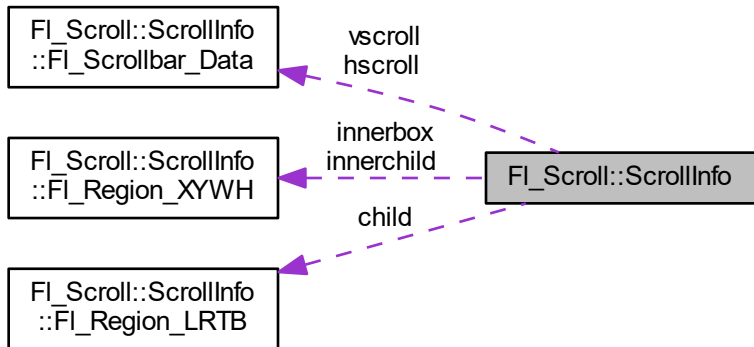 Fl_Scroll::ScrollInfo
::Fl_Scrollbar_Data
vscroll
hscroll
Fl_Scroll::ScrollInfo
::Fl_Region_XYWH
innerbox
innerchild
Fl_Scroll::ScrollInfo
child
Fl_Scroll::ScrollInfo
::Fl_Region_LRTB